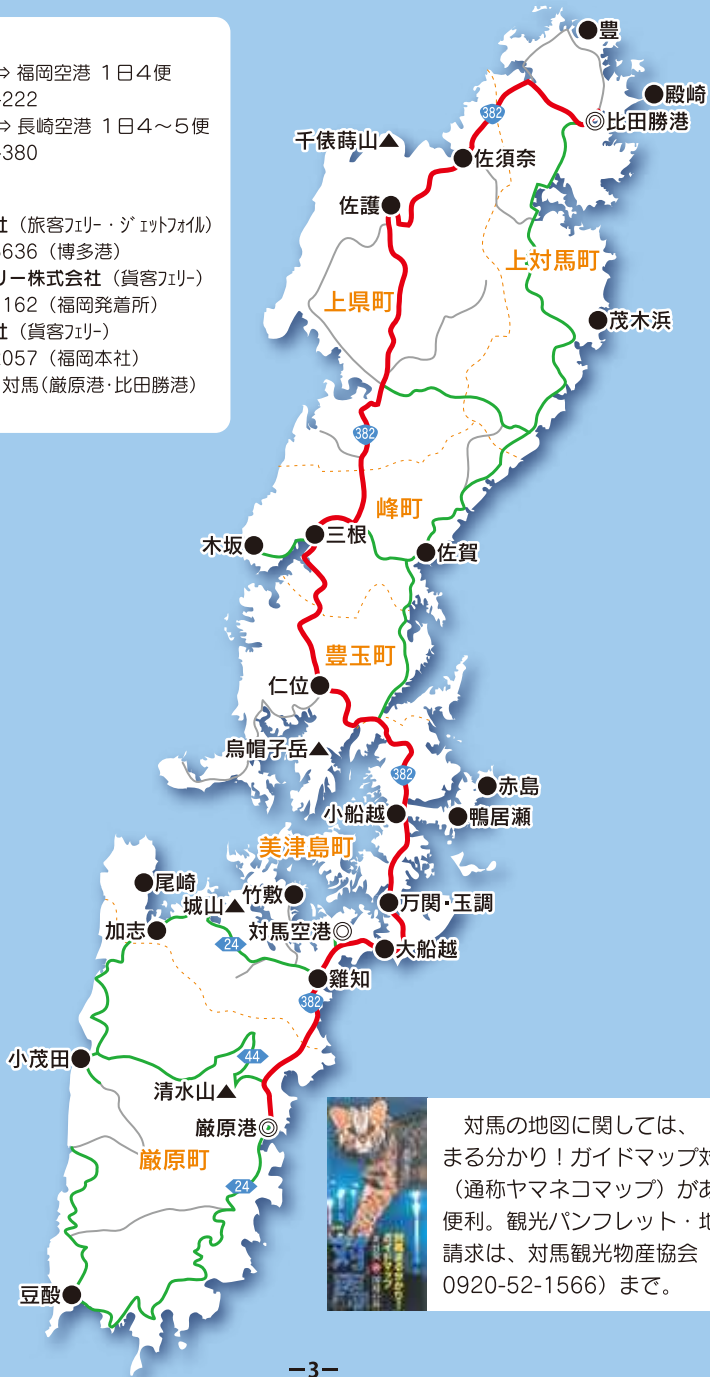 ⇔ 福岡空港 1日4便
-222
⇔ 長崎空港 1日4～5便
-380
社（旅客フェリー・ジェットフォイル）
636（博多港）
リー株式会社（貨客フェリー）
162（福岡発着所）
社（貨客フェリー）
057（福岡本社）
対馬(厳原港・比田勝港）
豊
殿崎
382
比田勝港
千俵蒔山
佐須奈
佐護
上対馬町
上県町
茂木浜
382
峰町
三根
木坂
佐賀
豊玉町
仁位
烏帽子岳
382
赤島
小船越
鴨居瀬
美津島町
尾崎
竹敷
城山
万関・玉調
加志
対馬空港
24
大船越
雞知
382
小茂田
44
清水山
厳原港
厳原町
24
豆酘
対馬の地図に関しては、
まる分かり！ガイドマップ対
（通称ヤマネコマップ）があ
便利。観光パンフレット・地
請求は、対馬観光物産協会（
0920-52-1566）まで。
対馬
－3－